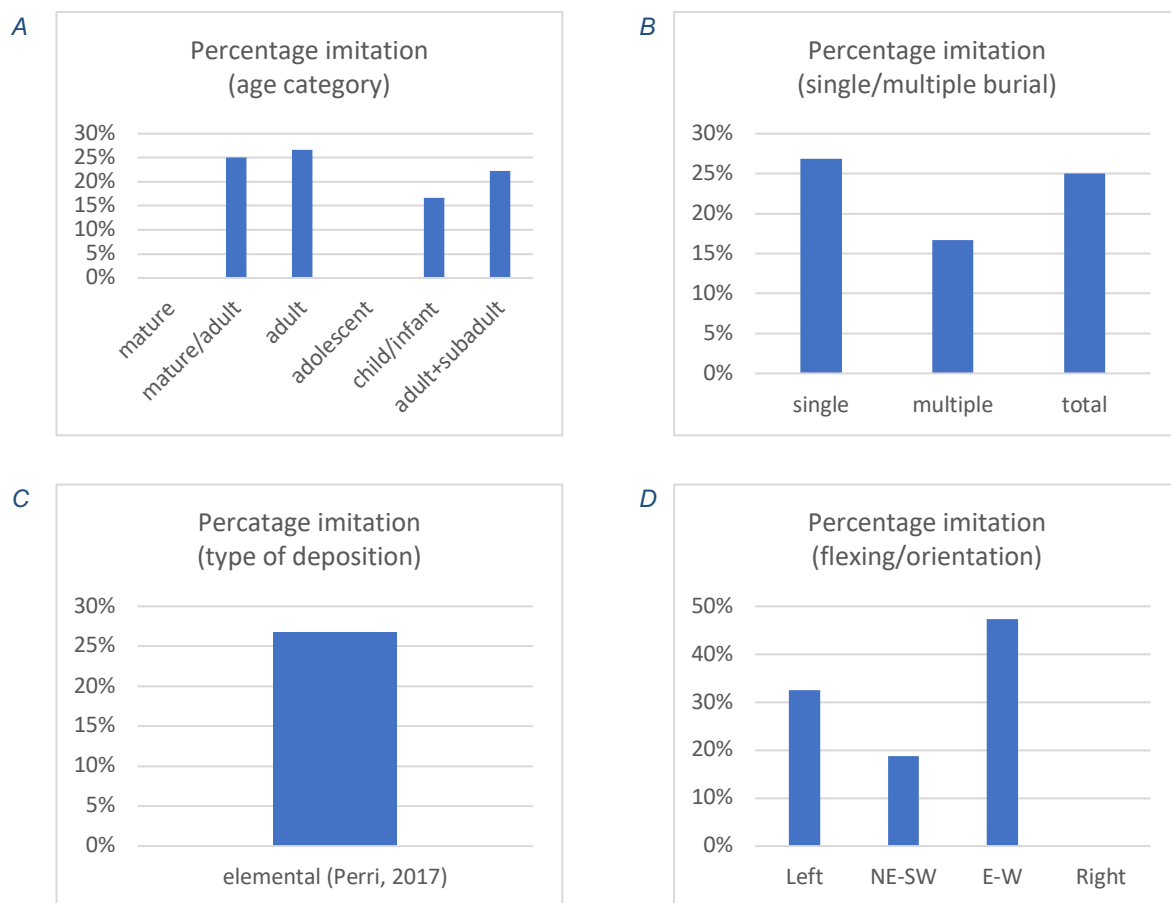 A
Percentage imitation
(age category)
30%
25%
20%
15%
10%
5%
0%
mature
mature/adult
adult
adolescent
child/infant
adult+subadult
B
Percentage imitation
(single/multiple burial)
30%
25%
20%
15%
10%
5%
0%
single multiple total
C
Percatage imitation
(type of deposition)
30%
25%
20%
15%
10%
5%
0%
elemental (Perri, 2017)
D
Percentage imitation
(flexing/orientation)
50%
40%
30%
20%
10%
0%
Left NE-SW E-W Right